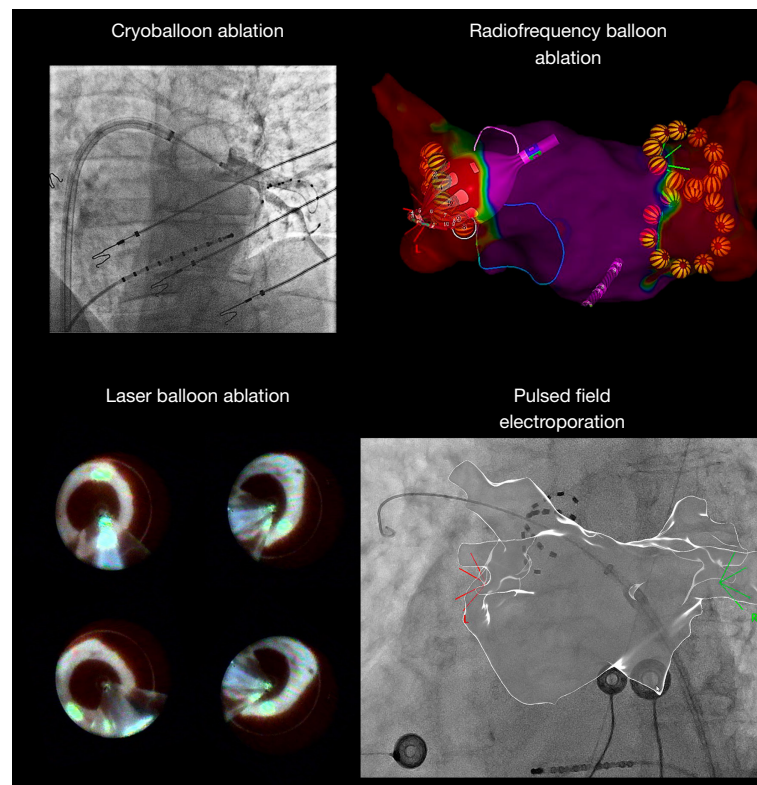 Cryoballoon ablation
Radiofrequency balloon
ablation
Laser balloon ablation
Pulsed field
electroporation
L
R